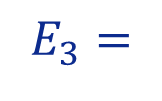 E₃ =